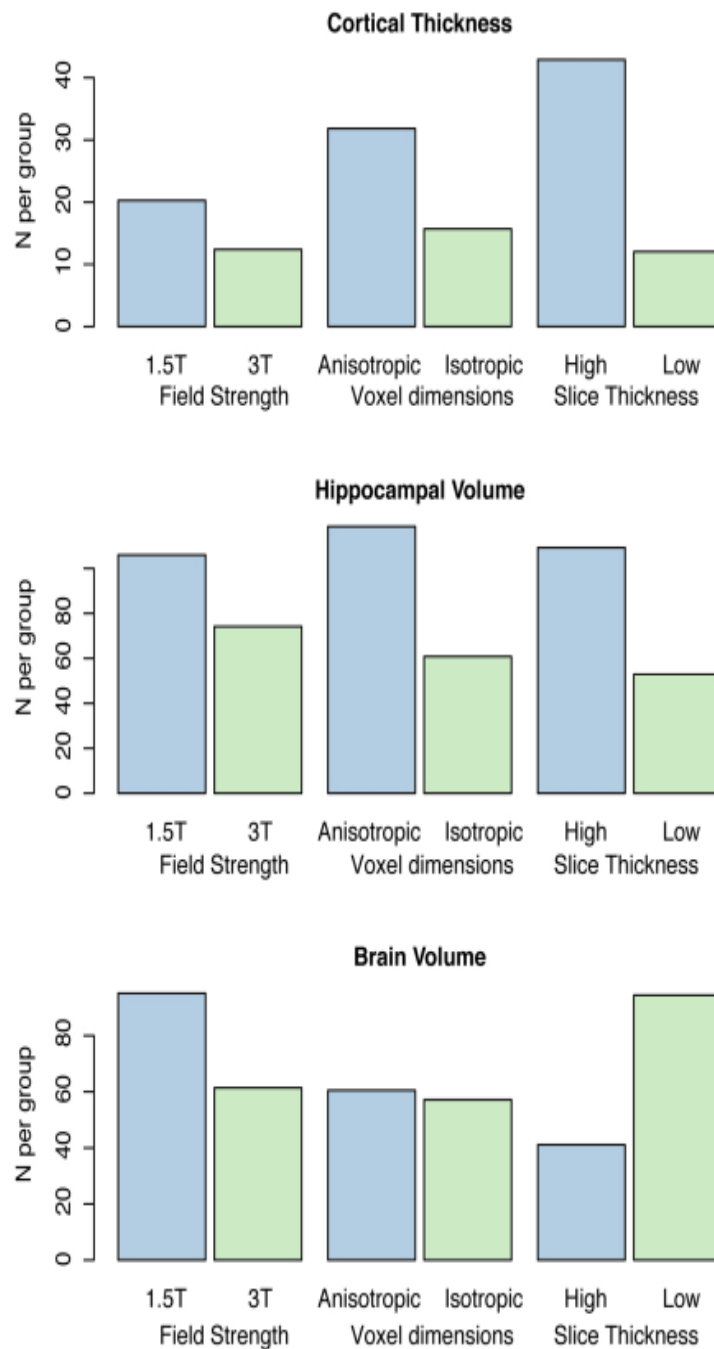 Cortical Thickness
N per group
0 10 20 30 40
1.5T 3T Anisotropic Isotropic High Low
Field Strength Voxel dimensions Slice Thickness
Hippocampal Volume
N per group
0 20 40 60 80
1.5T 3T Anisotropic Isotropic High Low
Field Strength Voxel dimensions Slice Thickness
Brain Volume
N per group
0 20 40 60 80
1.5T 3T Anisotropic Isotropic High Low
Field Strength Voxel dimensions Slice Thickness